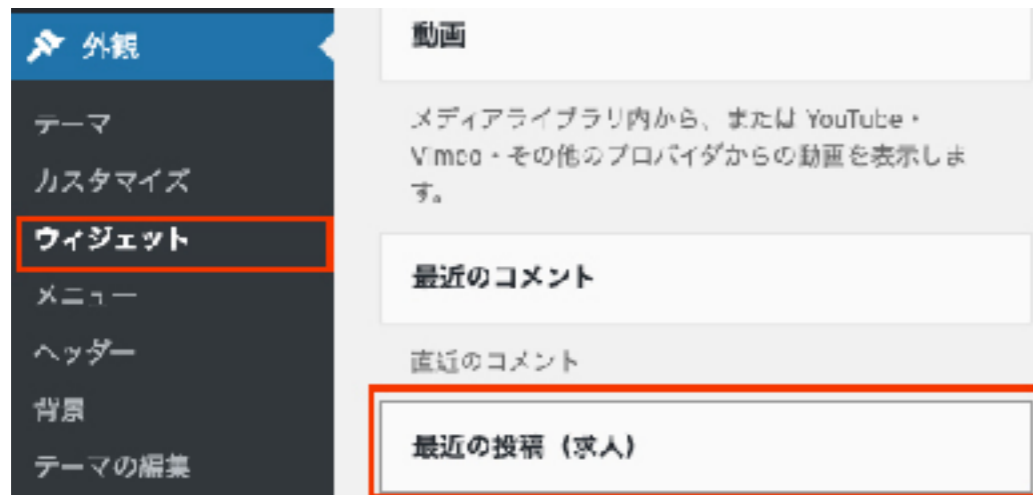 外観
テーマ
カスタマイズ
ウィジェット
メニュー
ヘッダー
背景
テーマの編集
動画
メディアライブラリ内から、または YouTube・
Vimeo・その他のプロバイダからの動画を表示しま
す。
最近のコメント
直近のコメント
最近の投稿（求人）